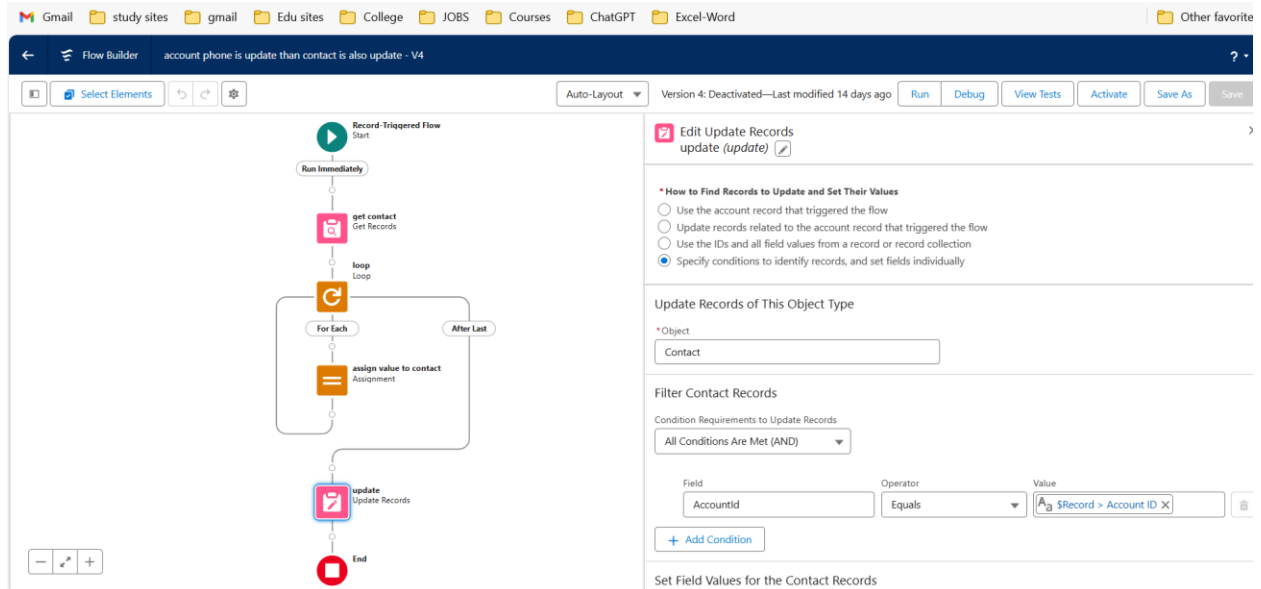 Gmail study sites gmail Edu sites College JOBS Courses ChatGPT Excel-Word Other favorite
Flow Builder account phone is update than contact is also update - V4 ?
Select Elements Auto-Layout Version 4: Deactivated—Last modified 14 days ago Run Debug View Tests Activate Save As Save
Record-Triggered Flow
Start
Run Immediately
get contact
Get Records
loop
Loop
For Each After Last
assign value to contact
Assignment
update
Update Records
End
Edit Update Records
update (update)
*How to Find Records to Update and Set Their Values
Use the account record that triggered the flow
Update records related to the account record that triggered the flow
Use the IDs and all field values from a record or record collection
Specify conditions to identify records, and set fields individually
Update Records of This Object Type
*Object
Contact
Filter Contact Records
Condition Requirements to Update Records
All Conditions Are Met (AND)
Field Operator Value
AccountId Equals Aa $Record > Account ID X
+ Add Condition
Set Field Values for the Contact Records